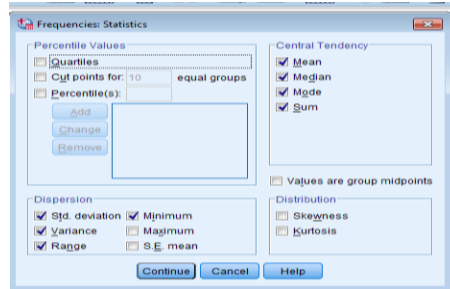 Frequencies: Statistics
Percentile Values
Quartiles
Cut points for: 10 equal groups
Percentile(s):
Add
Change
Remove
Central Tendency
Mean
Median
Mode
Sum
Values are group midpoints
Dispersion
Std. deviation Minimum
Variance Maximum
Range S.E. mean
Distribution
Skewness
Kurtosis
Continue Cancel Help